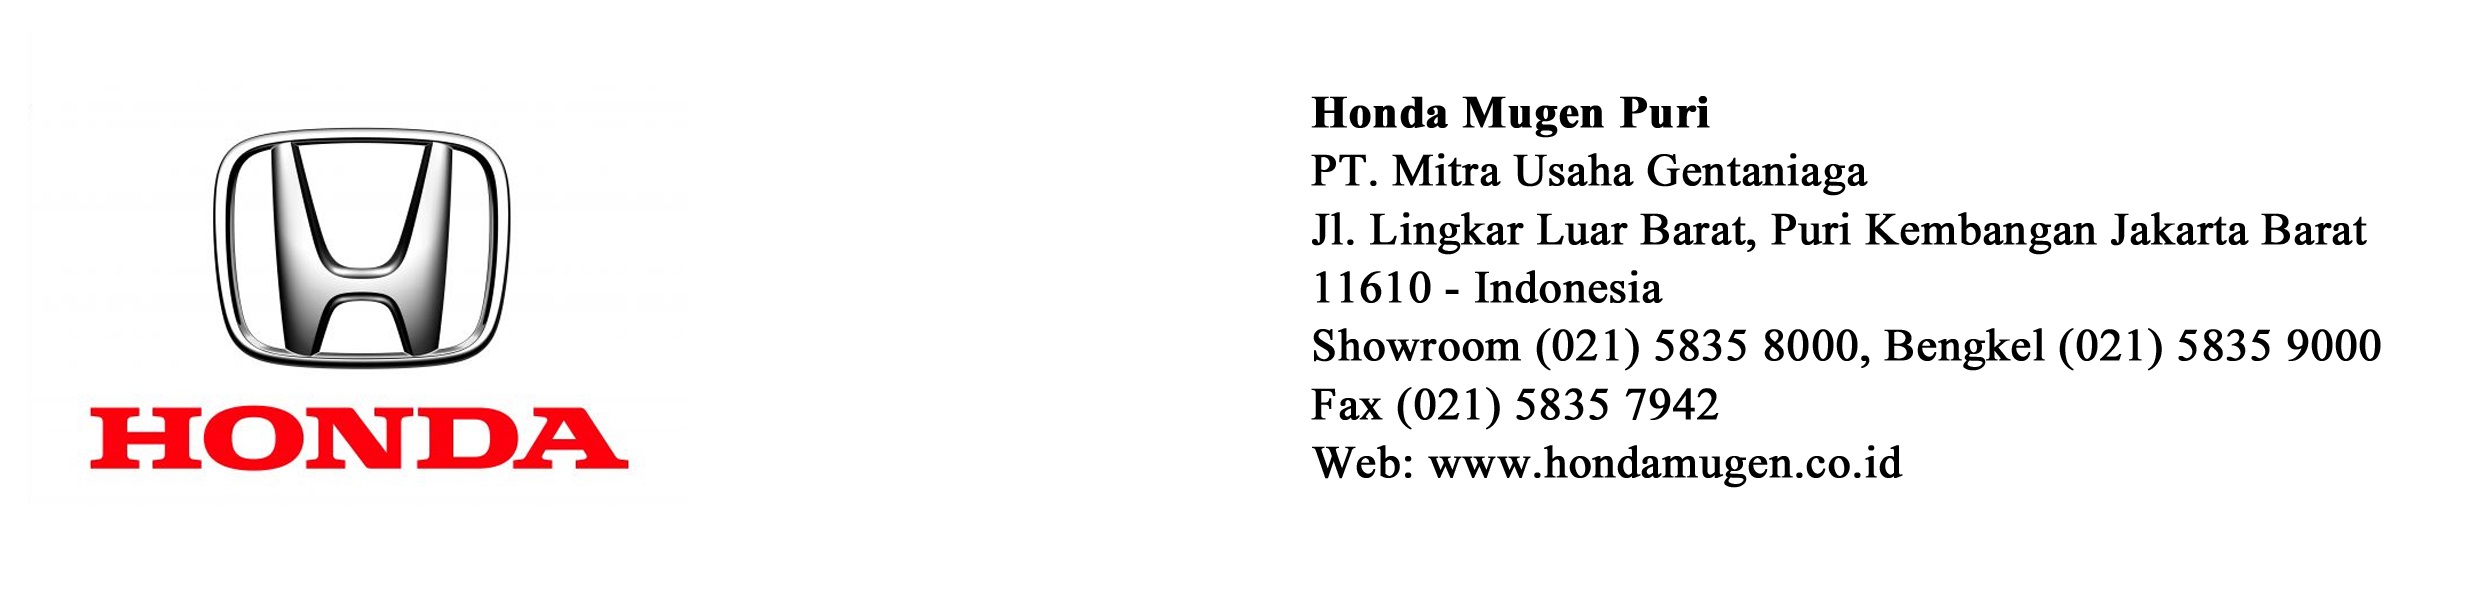 HONDA
Honda Mugen Puri
PT. Mitra Usaha Gentaniaga
Jl. Lingkar Luar Barat, Puri Kembangan Jakarta Barat
11610 - Indonesia
Showroom (021) 5835 8000, Bengkel (021) 5835 9000
Fax (021) 5835 7942
Web: www.hondamugen.co.id